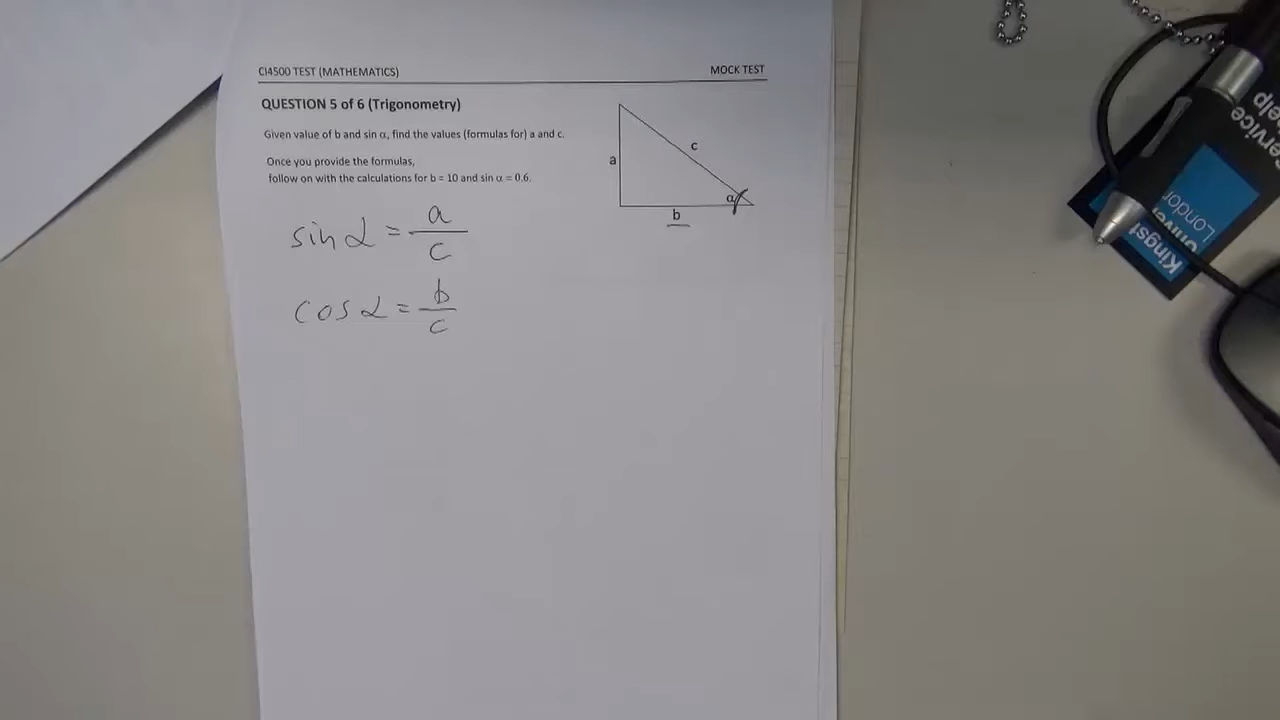 CI4500 TEST (MATHEMATICS) MOCK TEST
QUESTION 5 of 6 (Trigonometry)
Given value of b and sin α, find the values (formulas for) a and c.
Once you provide the formulas,
follow on with the calculations for b = 10 and sin α = 0.6.
c
a
α
b
sin α = a/c
cos α = b/c
Service
help
London
Kingst